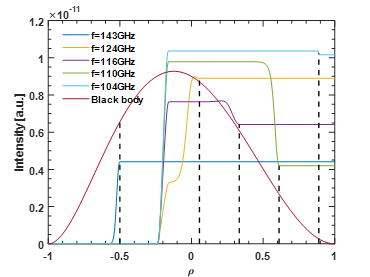 ×10⁻¹¹
1.2
1
0.8
0.6
0.4
0.2
0
Intensity [a.u.]
f=143GHz
f=124GHz
f=116GHz
f=110GHz
f=104GHz
Black body
-1 -0.5 0 0.5 1
ρ